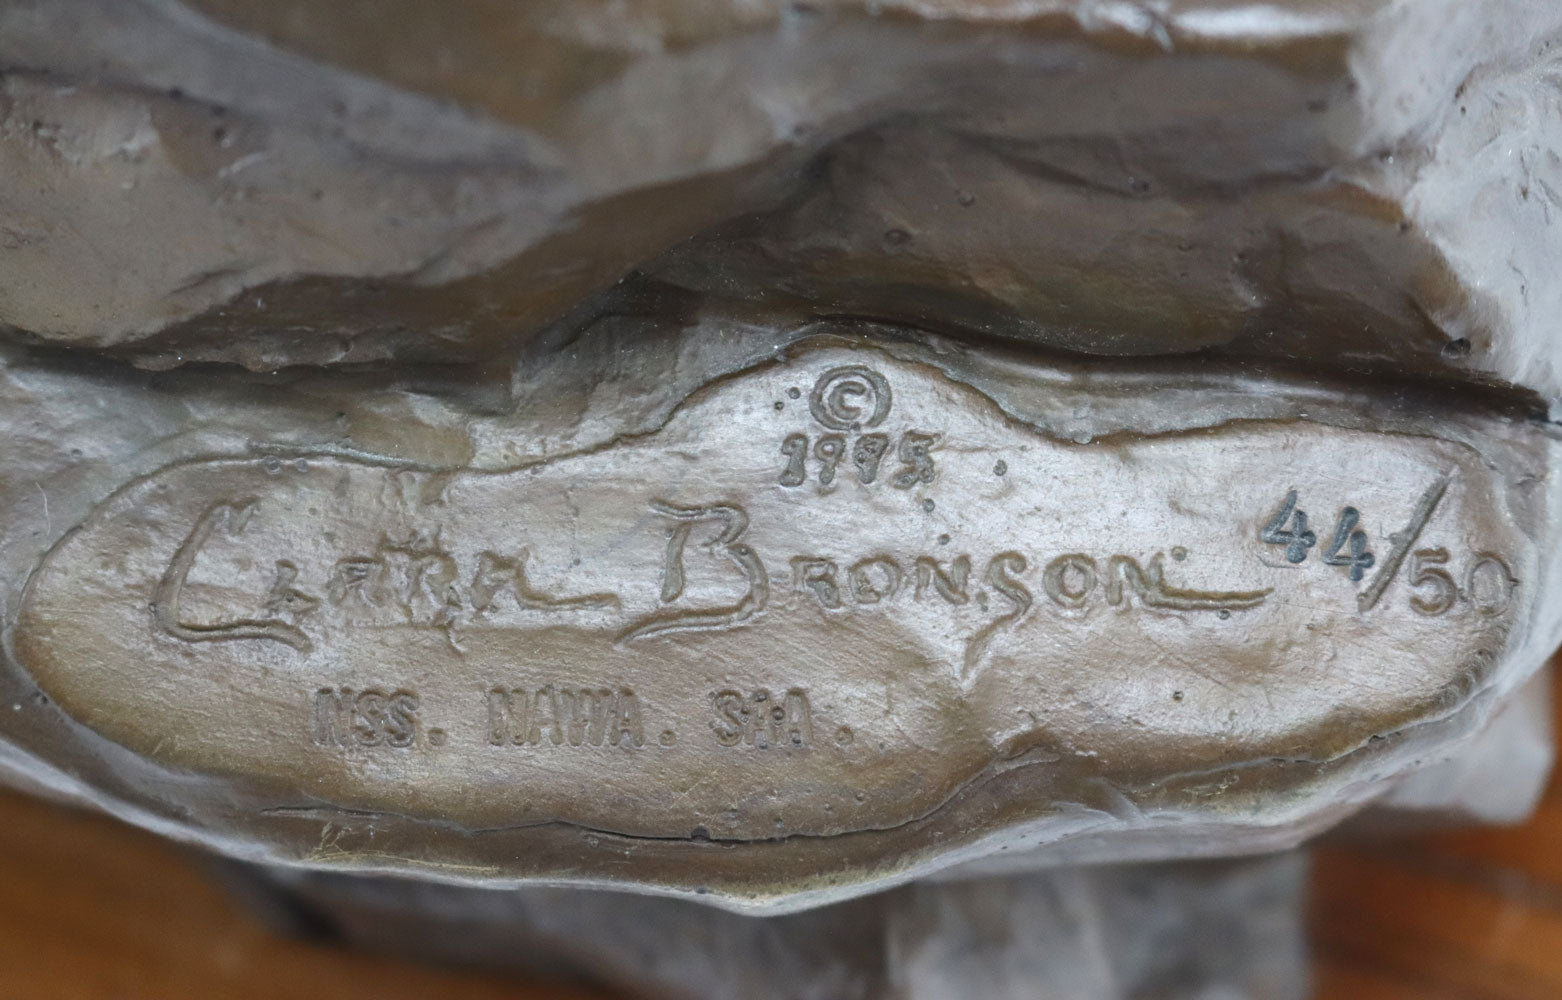 ©
1995
Clara Bronson 44/50
NSS. NAWA. SAA.